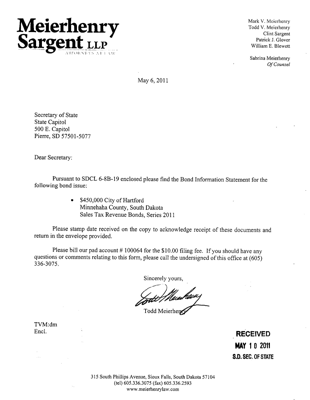 Meierhenry
Sargent LLP
ATTORNEYS AT LAW
Mark V. Meierhenry
Todd V. Meierhenry
Clint Sargent
Patrick J. Glover
William E. Blewett
Sabrina Meierhenry
Of Counsel
May 6, 2011
Secretary of State
State Capitol
500 E. Capitol
Pierre, SD 57501-5077
Dear Secretary:
Pursuant to SDCL 6-8B-19 enclosed please find the Bond Information Statement for the
following bond issue:
• $450,000 City of Hartford
Minnehaha County, South Dakota
Sales Tax Revenue Bonds, Series 2011
Please stamp date received on the copy to acknowledge receipt of these documents and
return in the envelope provided.
Please bill our pad account # 100064 for the $10.00 filing fee. If you should have any
questions or comments relating to this form, please call the undersigned of this office at (605)
336-3075.
Sincerely yours,
Todd Meierhenry
Todd Meierhenry
TVM:dm
Encl.
RECEIVED
MAY 10 2011
S.D. SEC. OF STATE
315 South Phillips Avenue, Sioux Falls, South Dakota 57104
(tel) 605.336.3075 (fax) 605.336.2593
www.meierhenrylaw.com